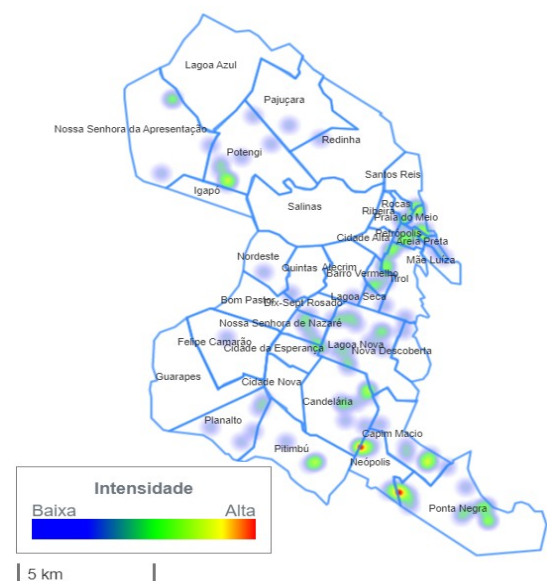 Lagoa Azul
Pajuçara
Nossa Senhora da Apresentação
Redinha
Potengi
Santos Reis
Igapó
Rocas
Salinas
Ribeira
Praia do Meio
Petrópolis
Cidade Alta
Areia Preta
Mãe Luiza
Nordeste
Quintas
Alecrim
Barro Vermelho
Tirol
Bom Pastor
Dix-Sept Rosado
Lagoa Seca
Nossa Senhora de Nazaré
Felipe Camarão
Cidade da Esperança
Lagoa Nova
Nova Descoberta
Guarapes
Cidade Nova
Candelária
Planalto
Capim Macio
Pitimbú
Neópolis
Ponta Negra
Intensidade
Baixa Alta
5 km